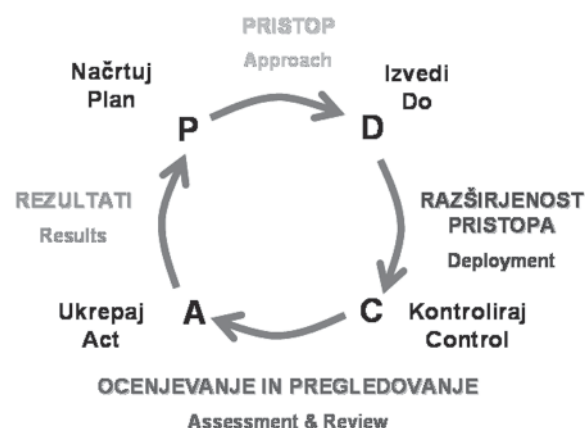 PRISTOP
Approach
Načrtuj
Plan
Izvedi
Do
P
D
REZULTATI
Results
RAZŠIRJENOST
PRISTOPA
Deployment
Ukrepaj
Act
A
C
Kontroliraj
Control
OCENJEVANJE IN PREGLEDOVANJE
Assessment & Review